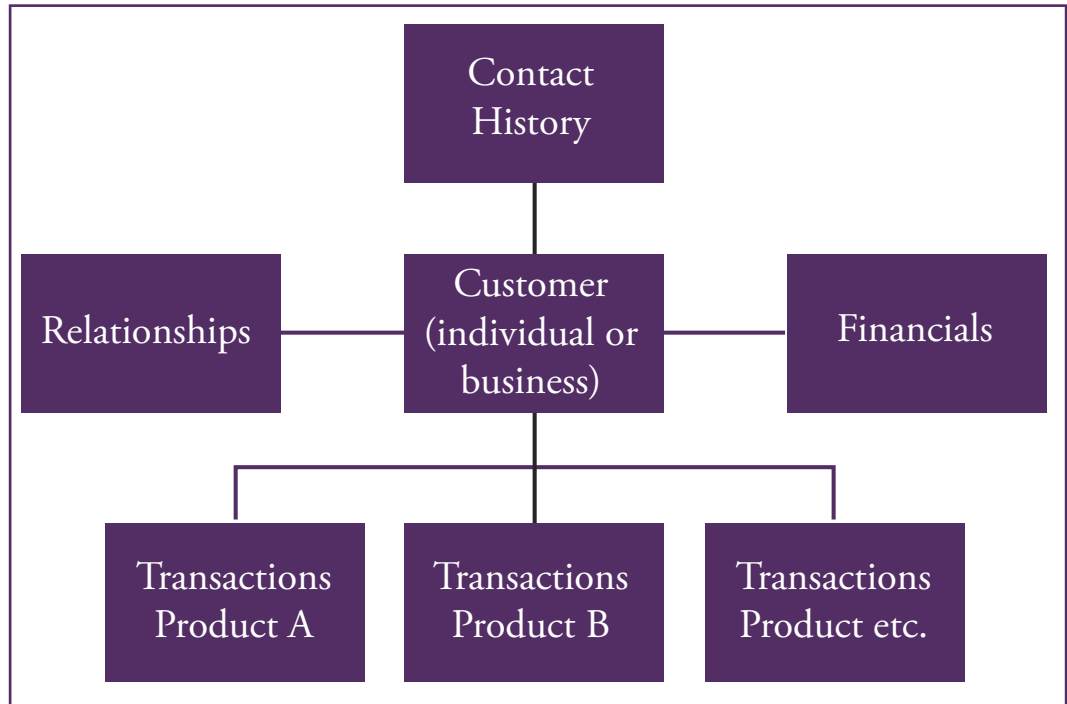 Contact
History
Relationships
Customer
(individual or
business)
Financials
Transactions
Product A
Transactions
Product B
Transactions
Product etc.